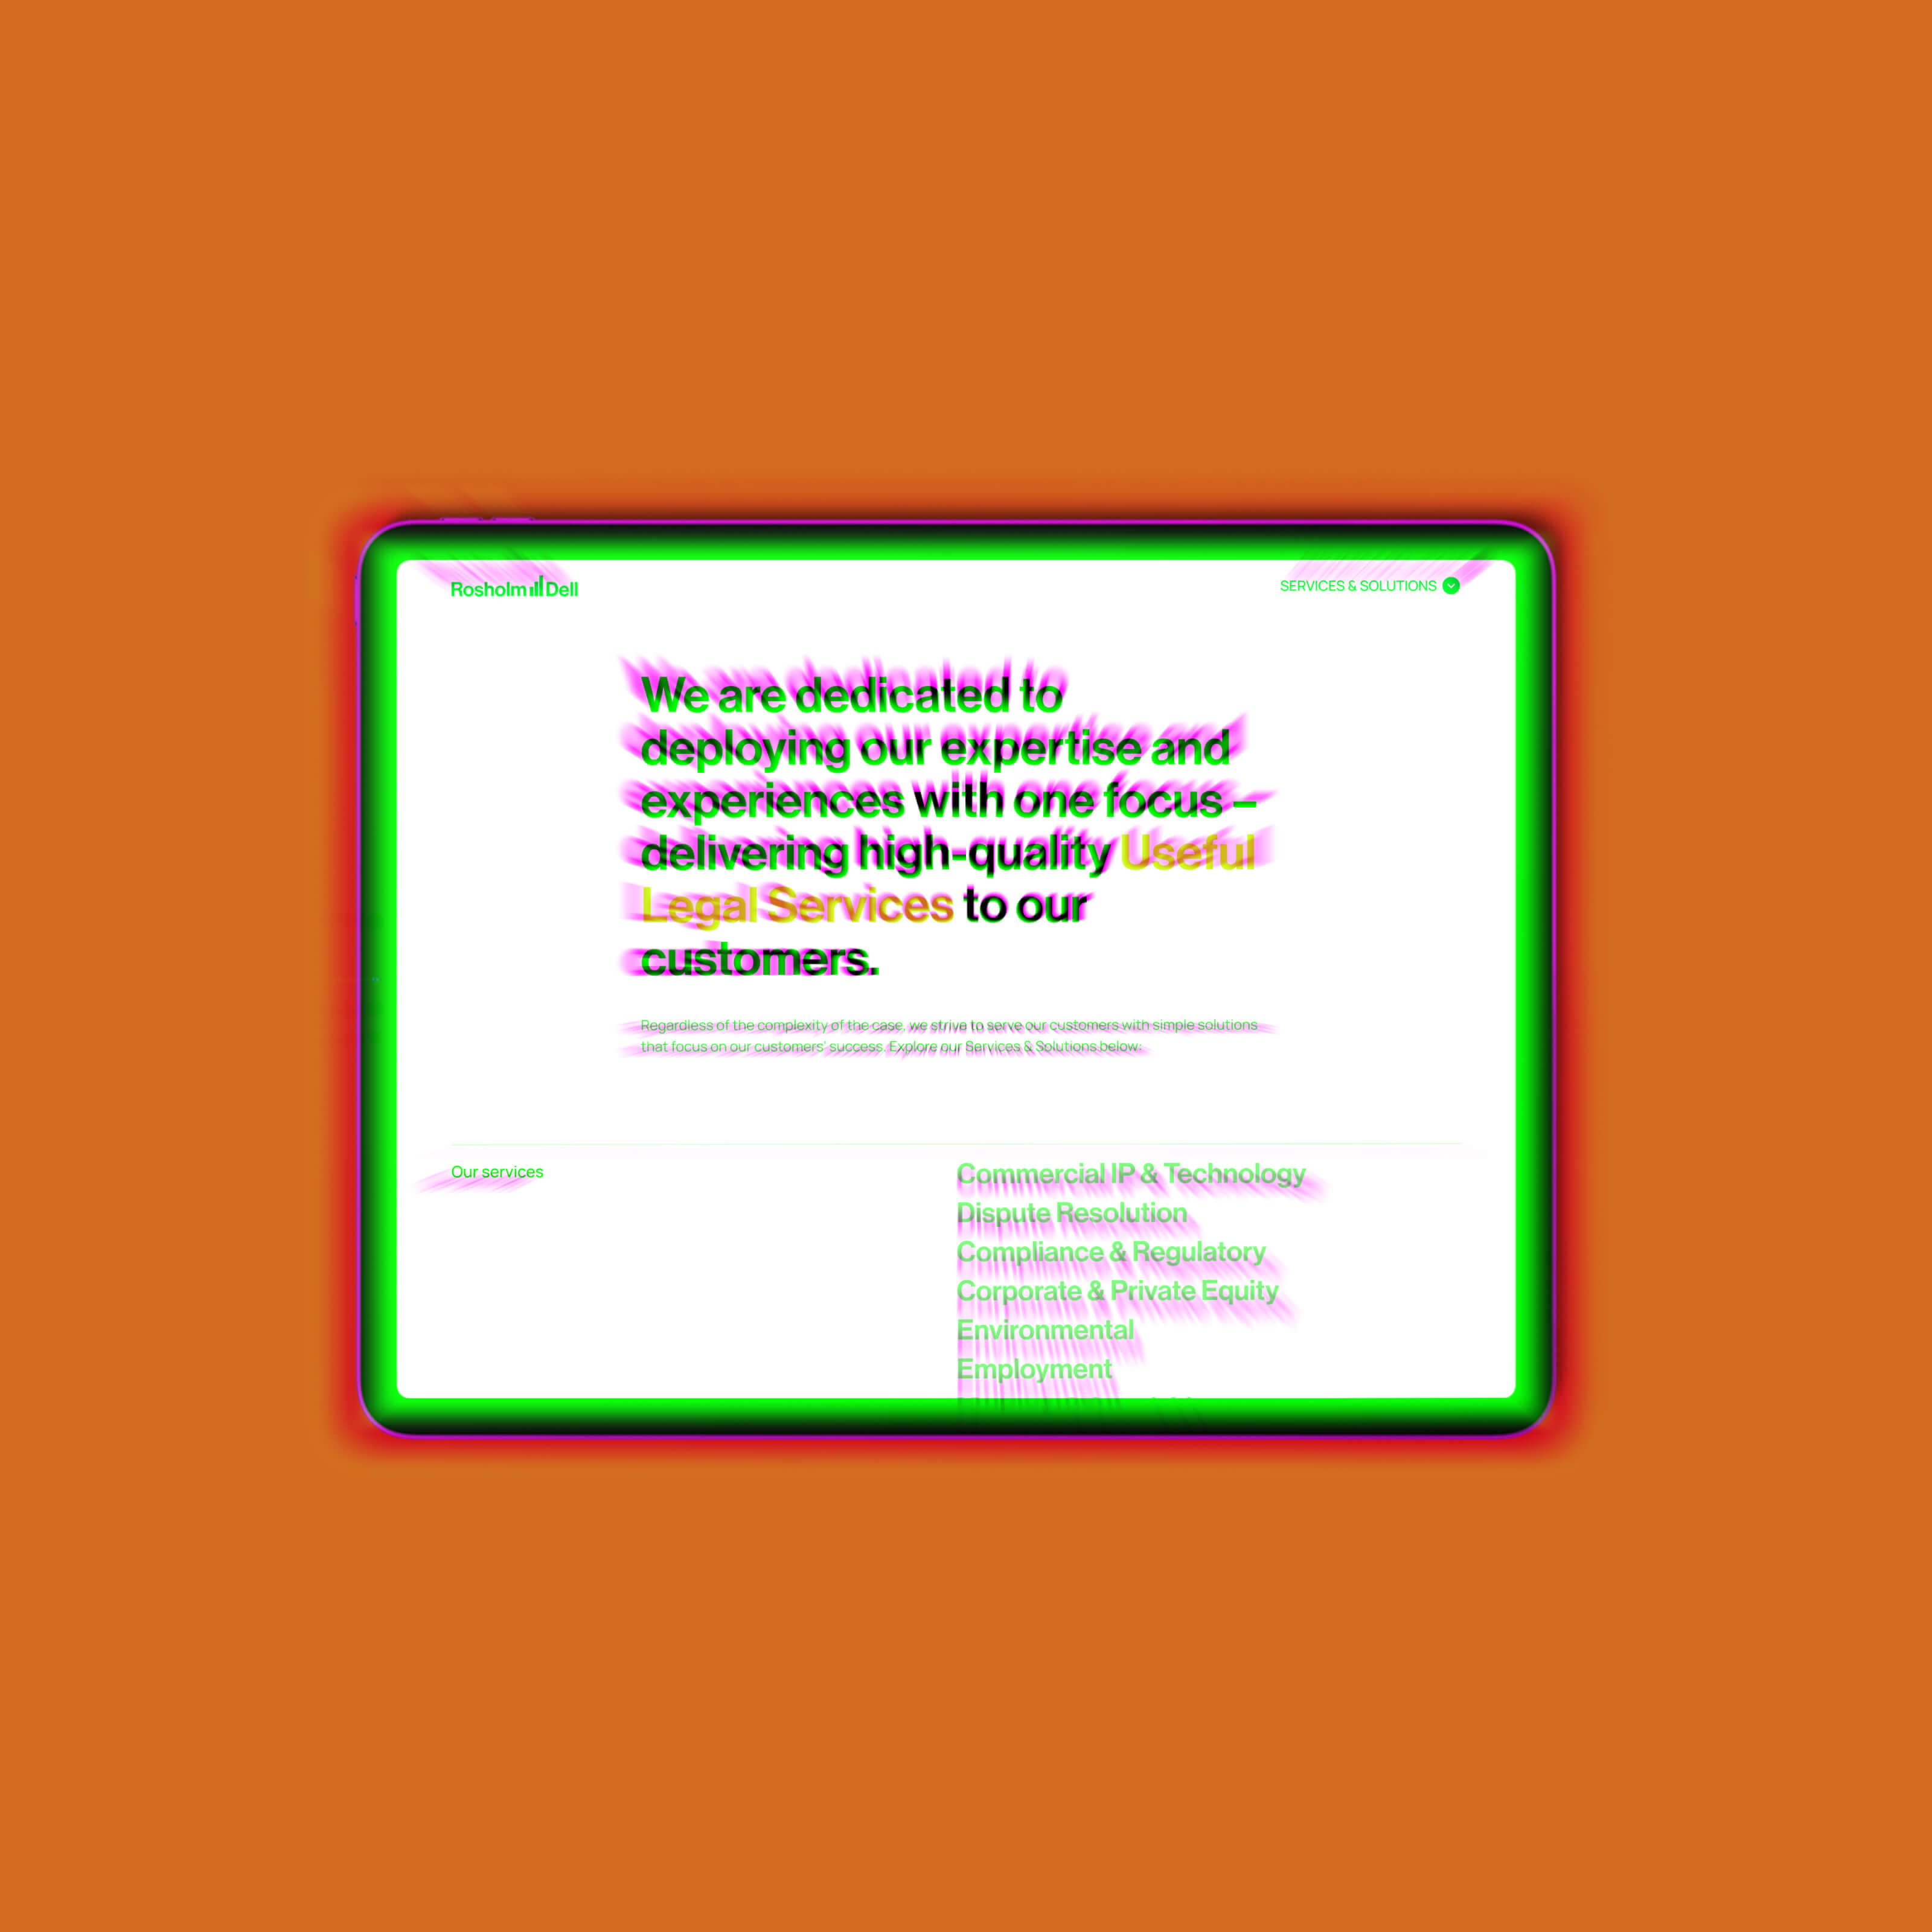 Rosholm Dell
SERVICES & SOLUTIONS
We are dedicated to
deploying our expertise and
experiences with one focus –
delivering high-quality Useful
Legal Services to our
customers.
Regardless of the complexity of the case, we strive to serve our customers with simple solutions
that focus on our customers' success. Explore our Services & Solutions below:
Our services
Commercial IP & Technology
Dispute Resolution
Compliance & Regulatory
Corporate & Private Equity
Environmental
Employment